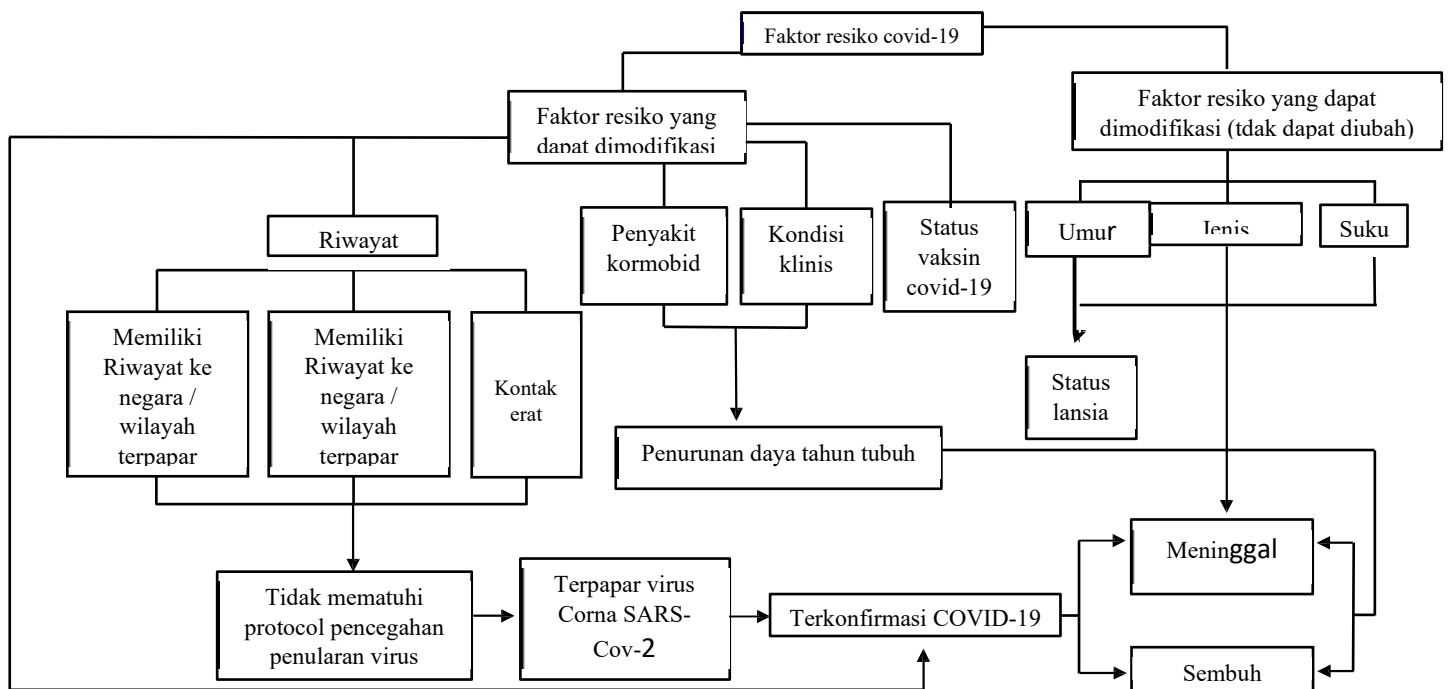 Faktor resiko covid-19
Faktor resiko yang
dapat dimodifikasi
Faktor resiko yang dapat
dimodifikasi (tdak dapat diubah)
Riwayat
Penyakit
kormobid
Kondisi
klinis
Status
vaksin
covid-19
Umur
Jenis
Suku
Memiliki
Riwayat ke
negara /
wilayah
terpapar
Memiliki
Riwayat ke
negara /
wilayah
terpapar
Kontak
erat
Status
lansia
Penurunan daya tahun tubuh
Tidak mematuhi
protocol pencegahan
penularan virus
Terpapar virus
Corna SARS-
Cov-2
Terkonfirmasi COVID-19
Meninggal
Sembuh